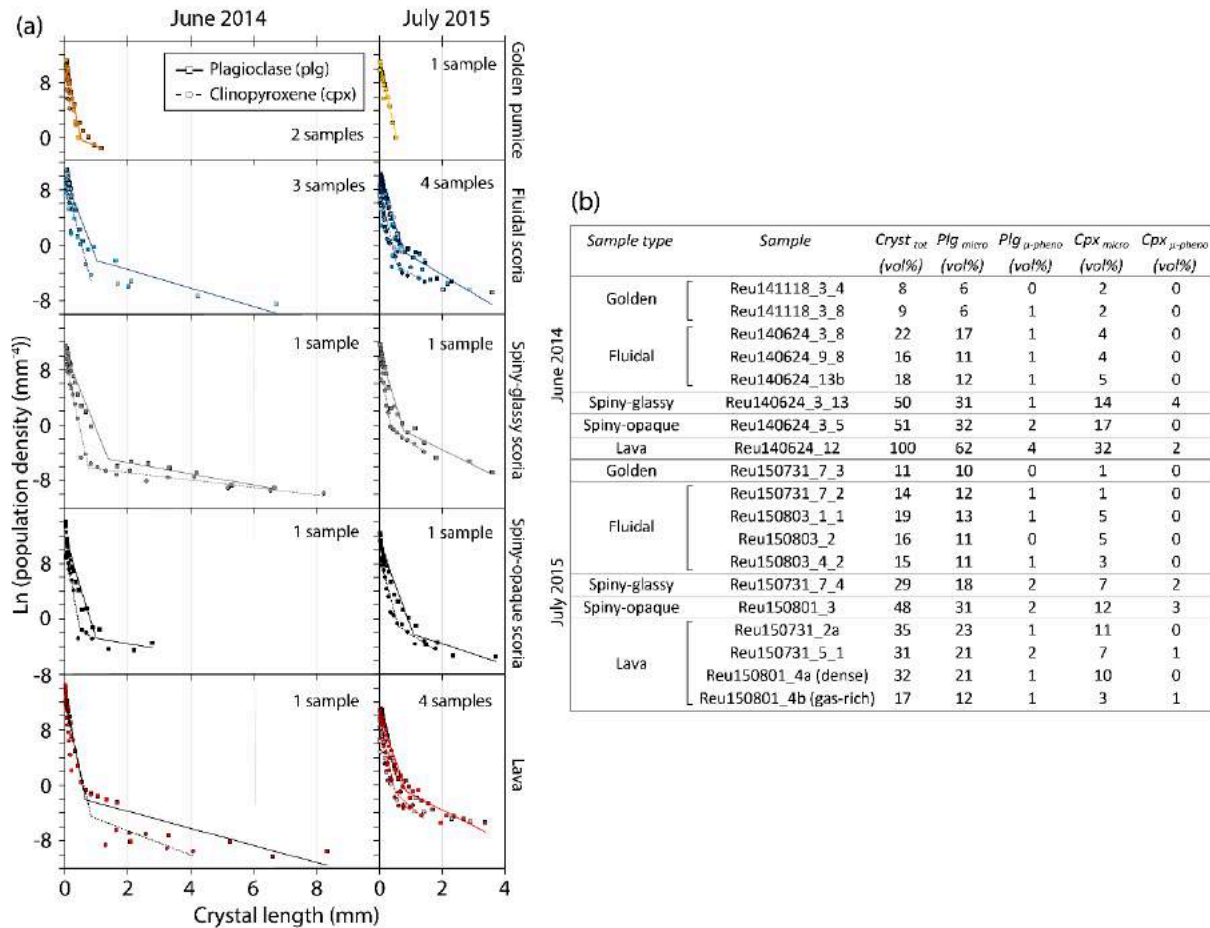 (a)
June 2014
July 2015
Plagioclase (plg)
Clinopyroxene (cpx)
2 samples
1 sample
Golden pumice
3 samples
4 samples
Fluidal scoria
1 sample
1 sample
Spiny-glassy scoria
1 sample
1 sample
Spiny-opaque scoria
1 sample
4 samples
Lava
Ln (population density (mm-4))
8
0
8
0
-8
8
0
-8
8
0
-8
8
0
-8
0 2 4 6 8 0 2 4
Crystal length (mm)
(b)
Sample type Sample Cryst tot Plg micro Plg μ-pheno Cpx micro Cpx μ-pheno
(vol%) (vol%) (vol%) (vol%) (vol%)
June 2014
Golden Reu141118_3_4 8 6 0 2 0
Reu141118_3_8 9 6 1 2 0
Fluidal Reu140624_3_8 22 17 1 4 0
Reu140624_9_8 16 11 1 4 0
Reu140624_13b 18 12 1 5 0
Spiny-glassy Reu140624_3_13 50 31 1 14 4
Spiny-opaque Reu140624_3_5 51 32 2 17 0
Lava Reu140624_12 100 62 4 32 2
July 2015
Golden Reu150731_7_3 11 10 0 1 0
Fluidal Reu150731_7_2 14 12 1 1 0
Reu150803_1_1 19 13 1 5 0
Reu150803_2 16 11 0 5 0
Reu150803_4_2 15 11 1 3 0
Spiny-glassy Reu150731_7_4 29 18 2 7 2
Spiny-opaque Reu150801_3 48 31 2 12 3
Lava Reu150731_2a 35 23 1 11 0
Reu150731_5_1 31 21 2 7 1
Reu150801_4a (dense) 32 21 1 10 0
Reu150801_4b (gas-rich) 17 12 1 3 1